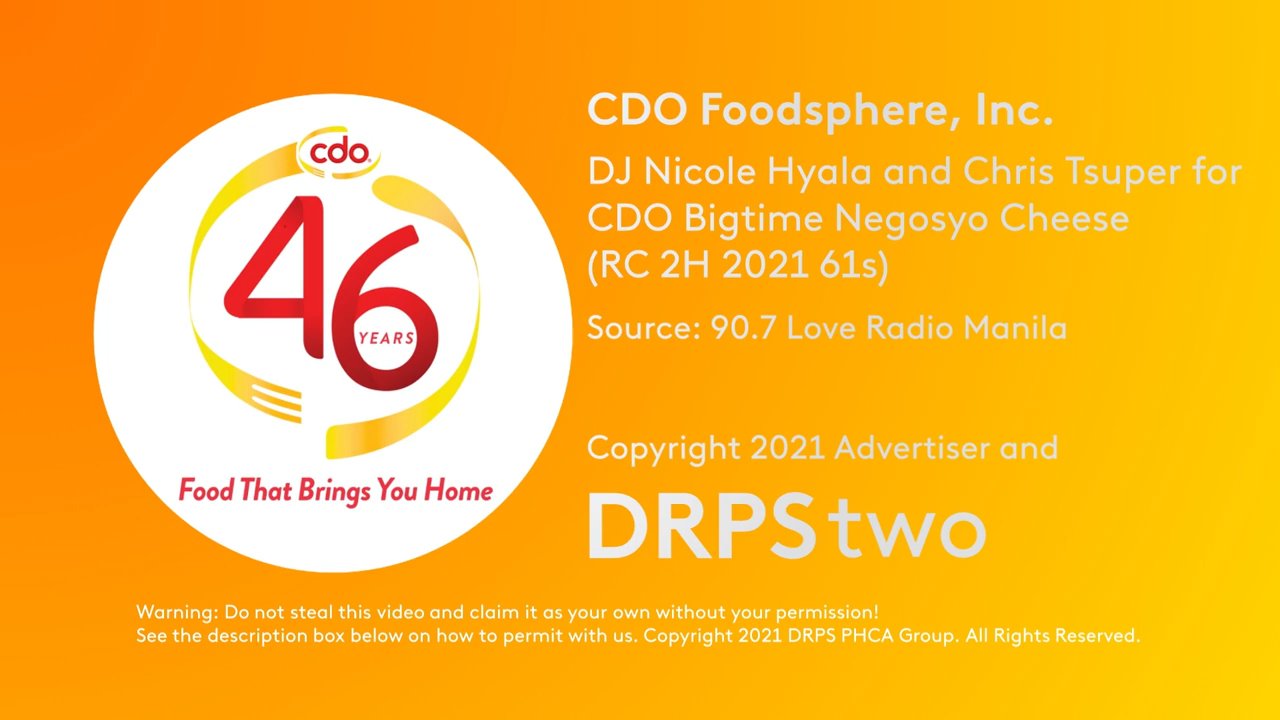 cdo
46
YEARS
Food That Brings You Home
CDO Foodsphere, Inc.
DJ Nicole Hyala and Chris Tsuper for
CDO Bigtime Negosyo Cheese
(RC 2H 2021 61s)
Source: 90.7 Love Radio Manila
Copyright 2021 Advertiser and
DRPS two
Warning: Do not steal this video and claim it as your own without your permission!
See the description box below on how to permit with us. Copyright 2021 DRPS PHCA Group. All Rights Reserved.